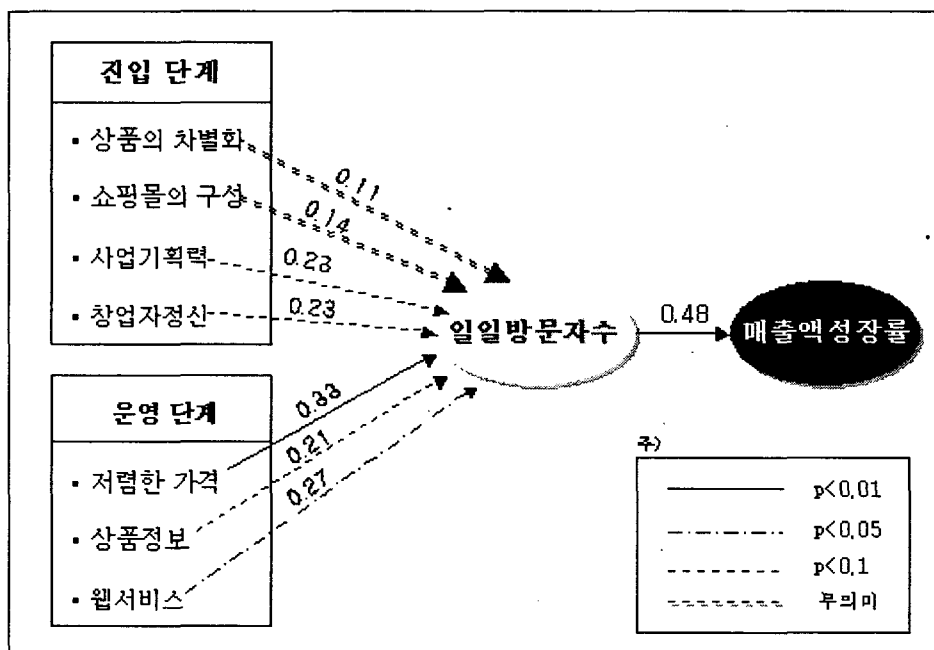 진입 단계
▪ 상품의 차별화
▪ 쇼핑몰의 구성
▪ 사업기획력
▪ 창업자정신
0.11
0.14
0.23
0.23
일일방문자수
0.48
매출액성장률
운영 단계
▪ 저렴한 가격
▪ 상품정보
▪ 웹서비스
0.33
0.21
0.27
주)
p<0.01
p<0.05
p<0.1
무의미